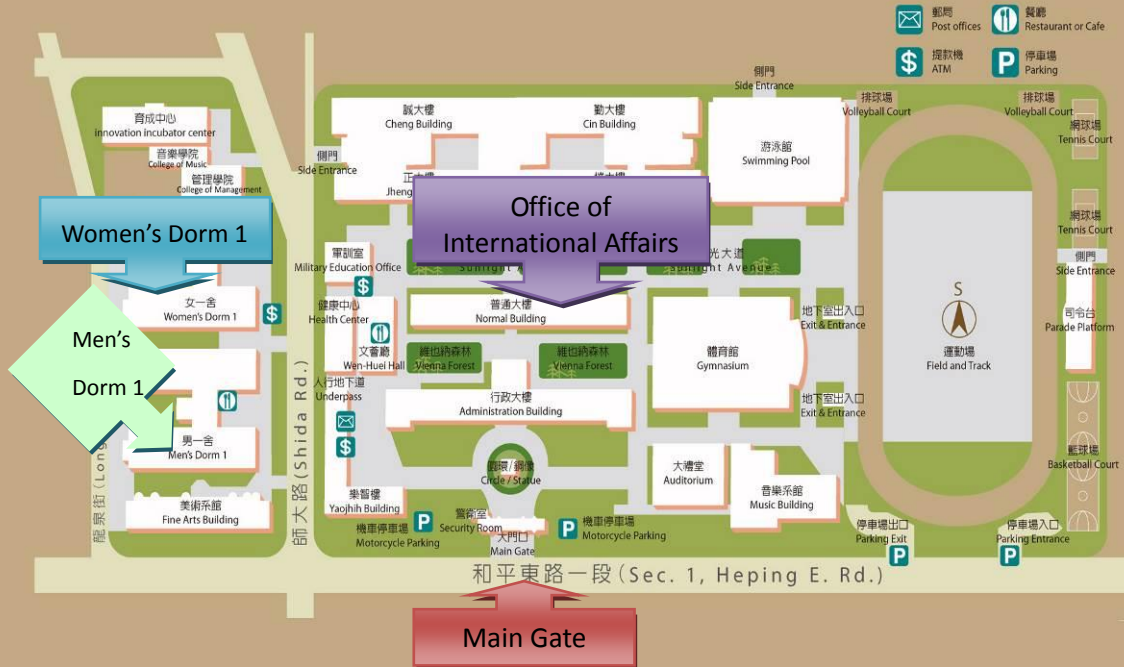 郵局
Post offices
餐廳
Restaurant or Cafe
提款機
ATM
停車場
Parking
側門
Side Entrance
誠大樓
Cheng Building
勤大樓
Cin Building
游泳館
Swimming Pool
排球場
Volleyball Court
排球場
Volleyball Court
網球場
Tennis Court
育成中心
innovation incubator center
音樂學院
College of Music
管理學院
College of Management
側門
Side Entrance
正大樓
Women's Dorm 1
Office of
International Affairs
網球場
Tennis Court
軍訓室
Military Education Office
光大道
Sunlight Avenue
側門
Side Entrance
女一舍
Women's Dorm 1
健康中心
Health Center
普通大樓
Normal Building
地下室出入口
Exit & Entrance
S
司令台
Parade Platform
Men's
Dorm 1
文薈廳
Wen-Huei Hall
維也納森林
Vienna Forest
維也納森林
Vienna Forest
體育館
Gymnasium
運動場
Field and Track
人行地下道
Underpass
行政大樓
Administration Building
地下室出入口
Exit & Entrance
男一舍
Men's Dorm 1
圓環/銅像
Circle / Statue
大禮堂
Auditorium
籃球場
Basketball Court
音樂系館
Music Building
美術系館
Fine Arts Building
樂智樓
Yaojhih Building
警衛室
Security Room
機車停車場
Motorcycle Parking
機車停車場
Motorcycle Parking
大門口
Main Gate
停車場出口
Parking Exit
停車場入口
Parking Entrance
龍泉街
師大路(Shida Rd.)
和平東路一段(Sec. 1, Heping E. Rd.)
Main Gate